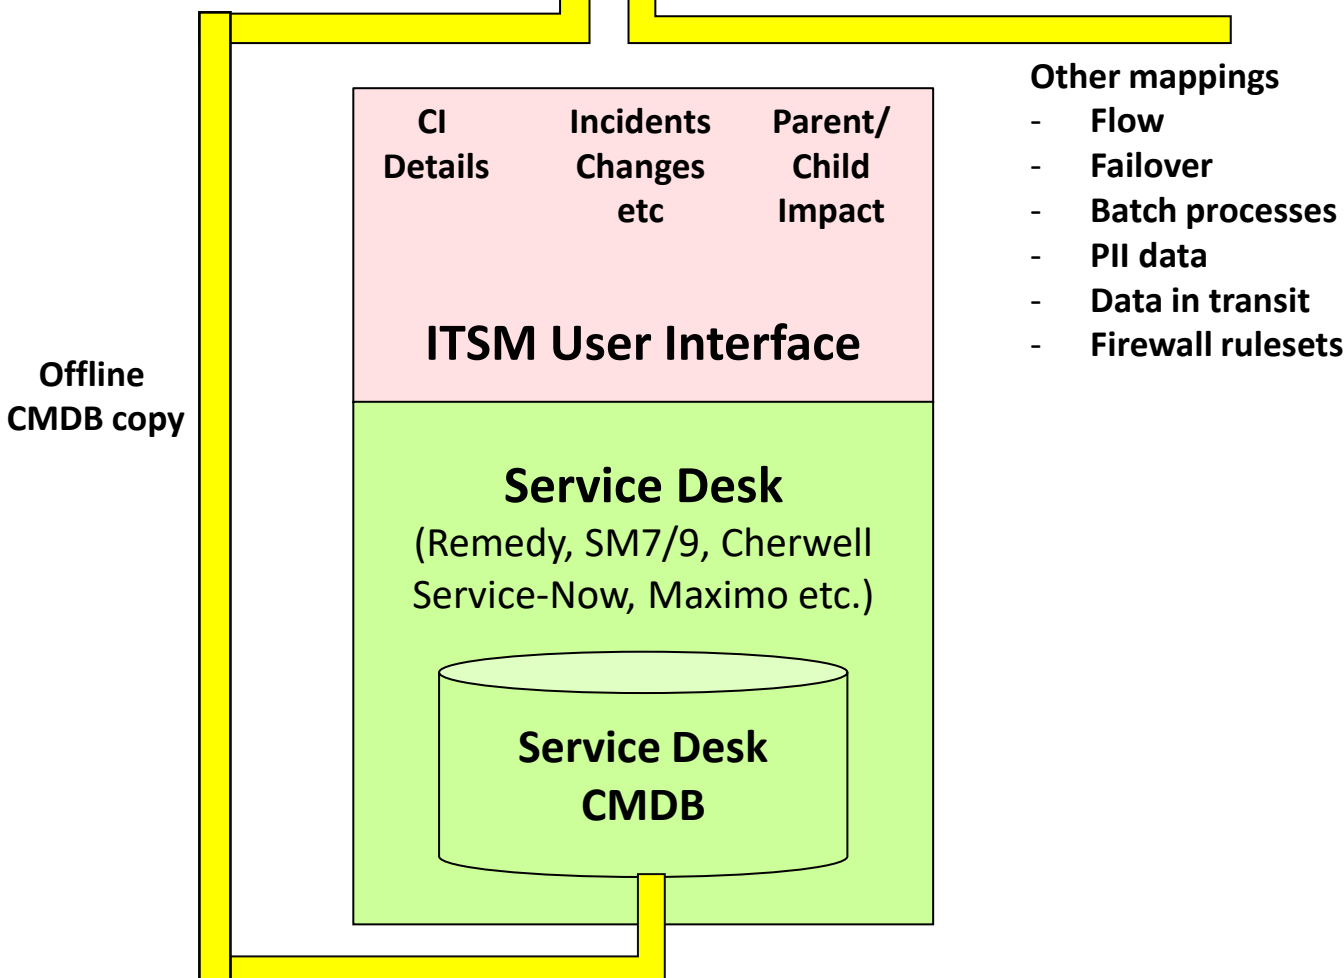 Offline
CMDB copy
CI
Details
Incidents
Changes
etc
Parent/
Child
Impact
ITSM User Interface
Service Desk
(Remedy, SM7/9, Cherwell
Service-Now, Maximo etc.)
Service Desk
CMDB
Other mappings
- Flow
- Failover
- Batch processes
- PII data
- Data in transit
- Firewall rulesets